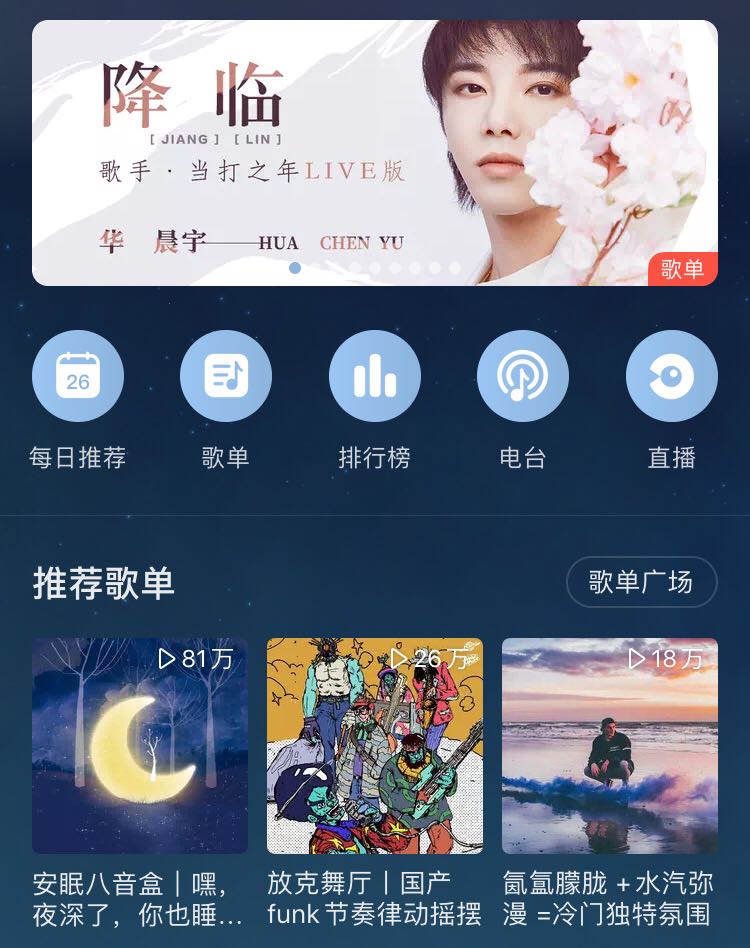 降 临
[ JIANG ] [ LIN ]
歌手·当打之年LIVE版
华 晨宇——HUA CHEN YU
歌单
26
每日推荐
歌单
排行榜
电台
直播
推荐歌单
歌单广场
81万
26万
18万
安眠八音盒｜嘿，
夜深了，你也睡...
放克舞厅丨国产
funk节奏律动摇摆
氤氲朦胧 + 水汽弥
漫 =冷门独特氛围